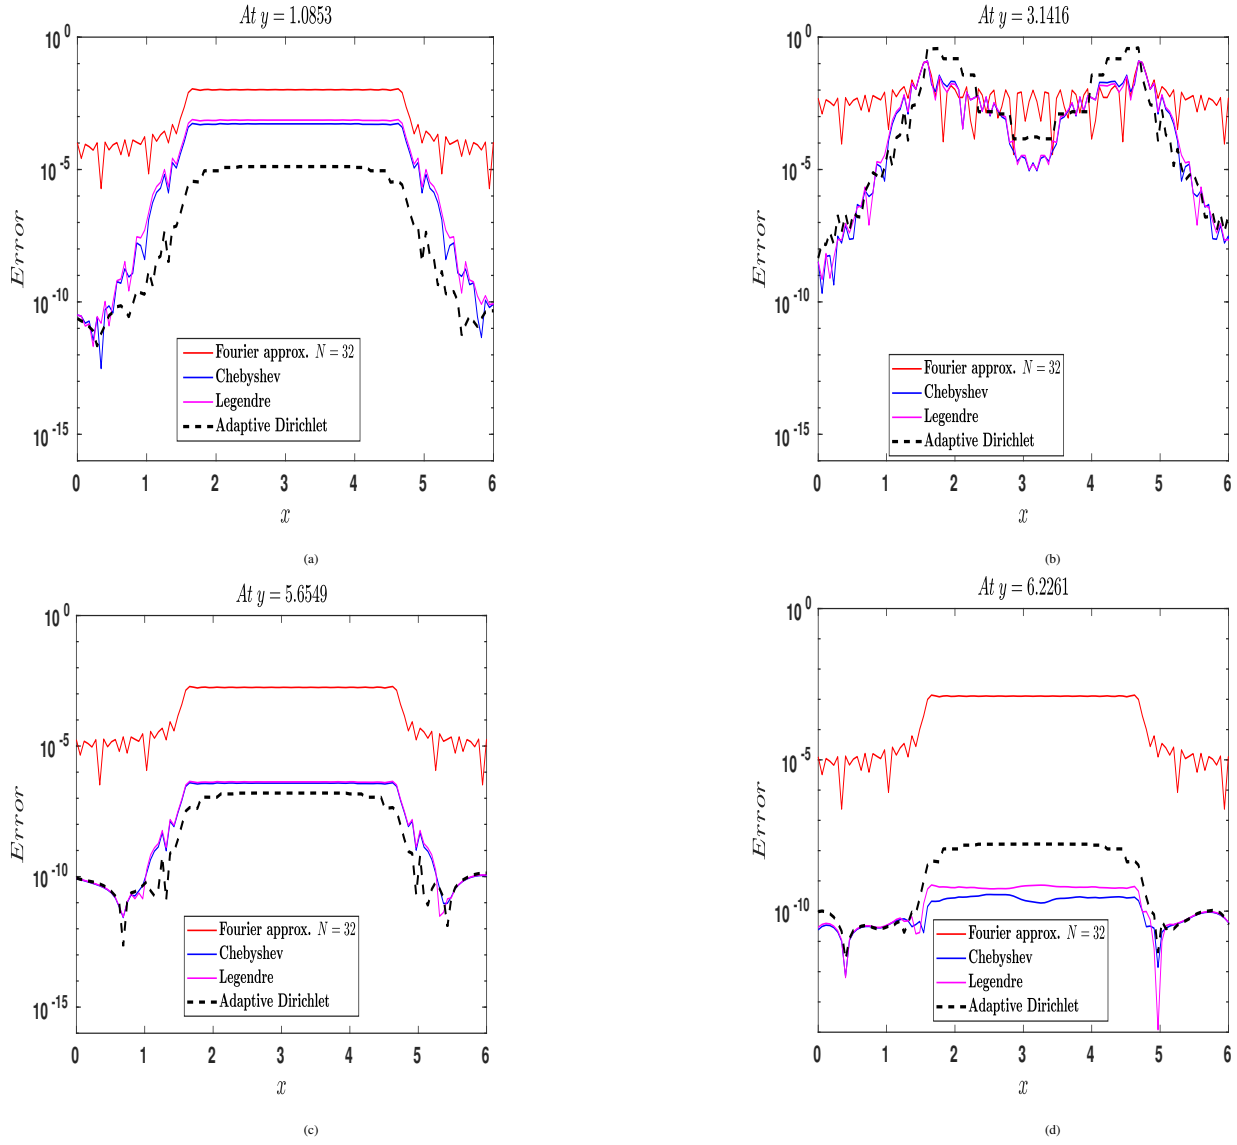 At y = 1.0853
10^0
10^-5
10^-10
10^-15
Error
0 1 2 3 4 5 6
x
Fourier approx. N = 32
Chebyshev
Legendre
Adaptive Dirichlet
(a)
At y = 3.1416
10^0
10^-5
10^-10
10^-15
Error
0 1 2 3 4 5 6
x
Fourier approx. N = 32
Chebyshev
Legendre
Adaptive Dirichlet
(b)
At y = 5.6549
10^0
10^-5
10^-10
10^-15
Error
0 1 2 3 4 5 6
x
Fourier approx. N = 32
Chebyshev
Legendre
Adaptive Dirichlet
(c)
At y = 6.2261
10^0
10^-5
10^-10
Error
0 1 2 3 4 5 6
x
Fourier approx. N = 32
Chebyshev
Legendre
Adaptive Dirichlet
(d)